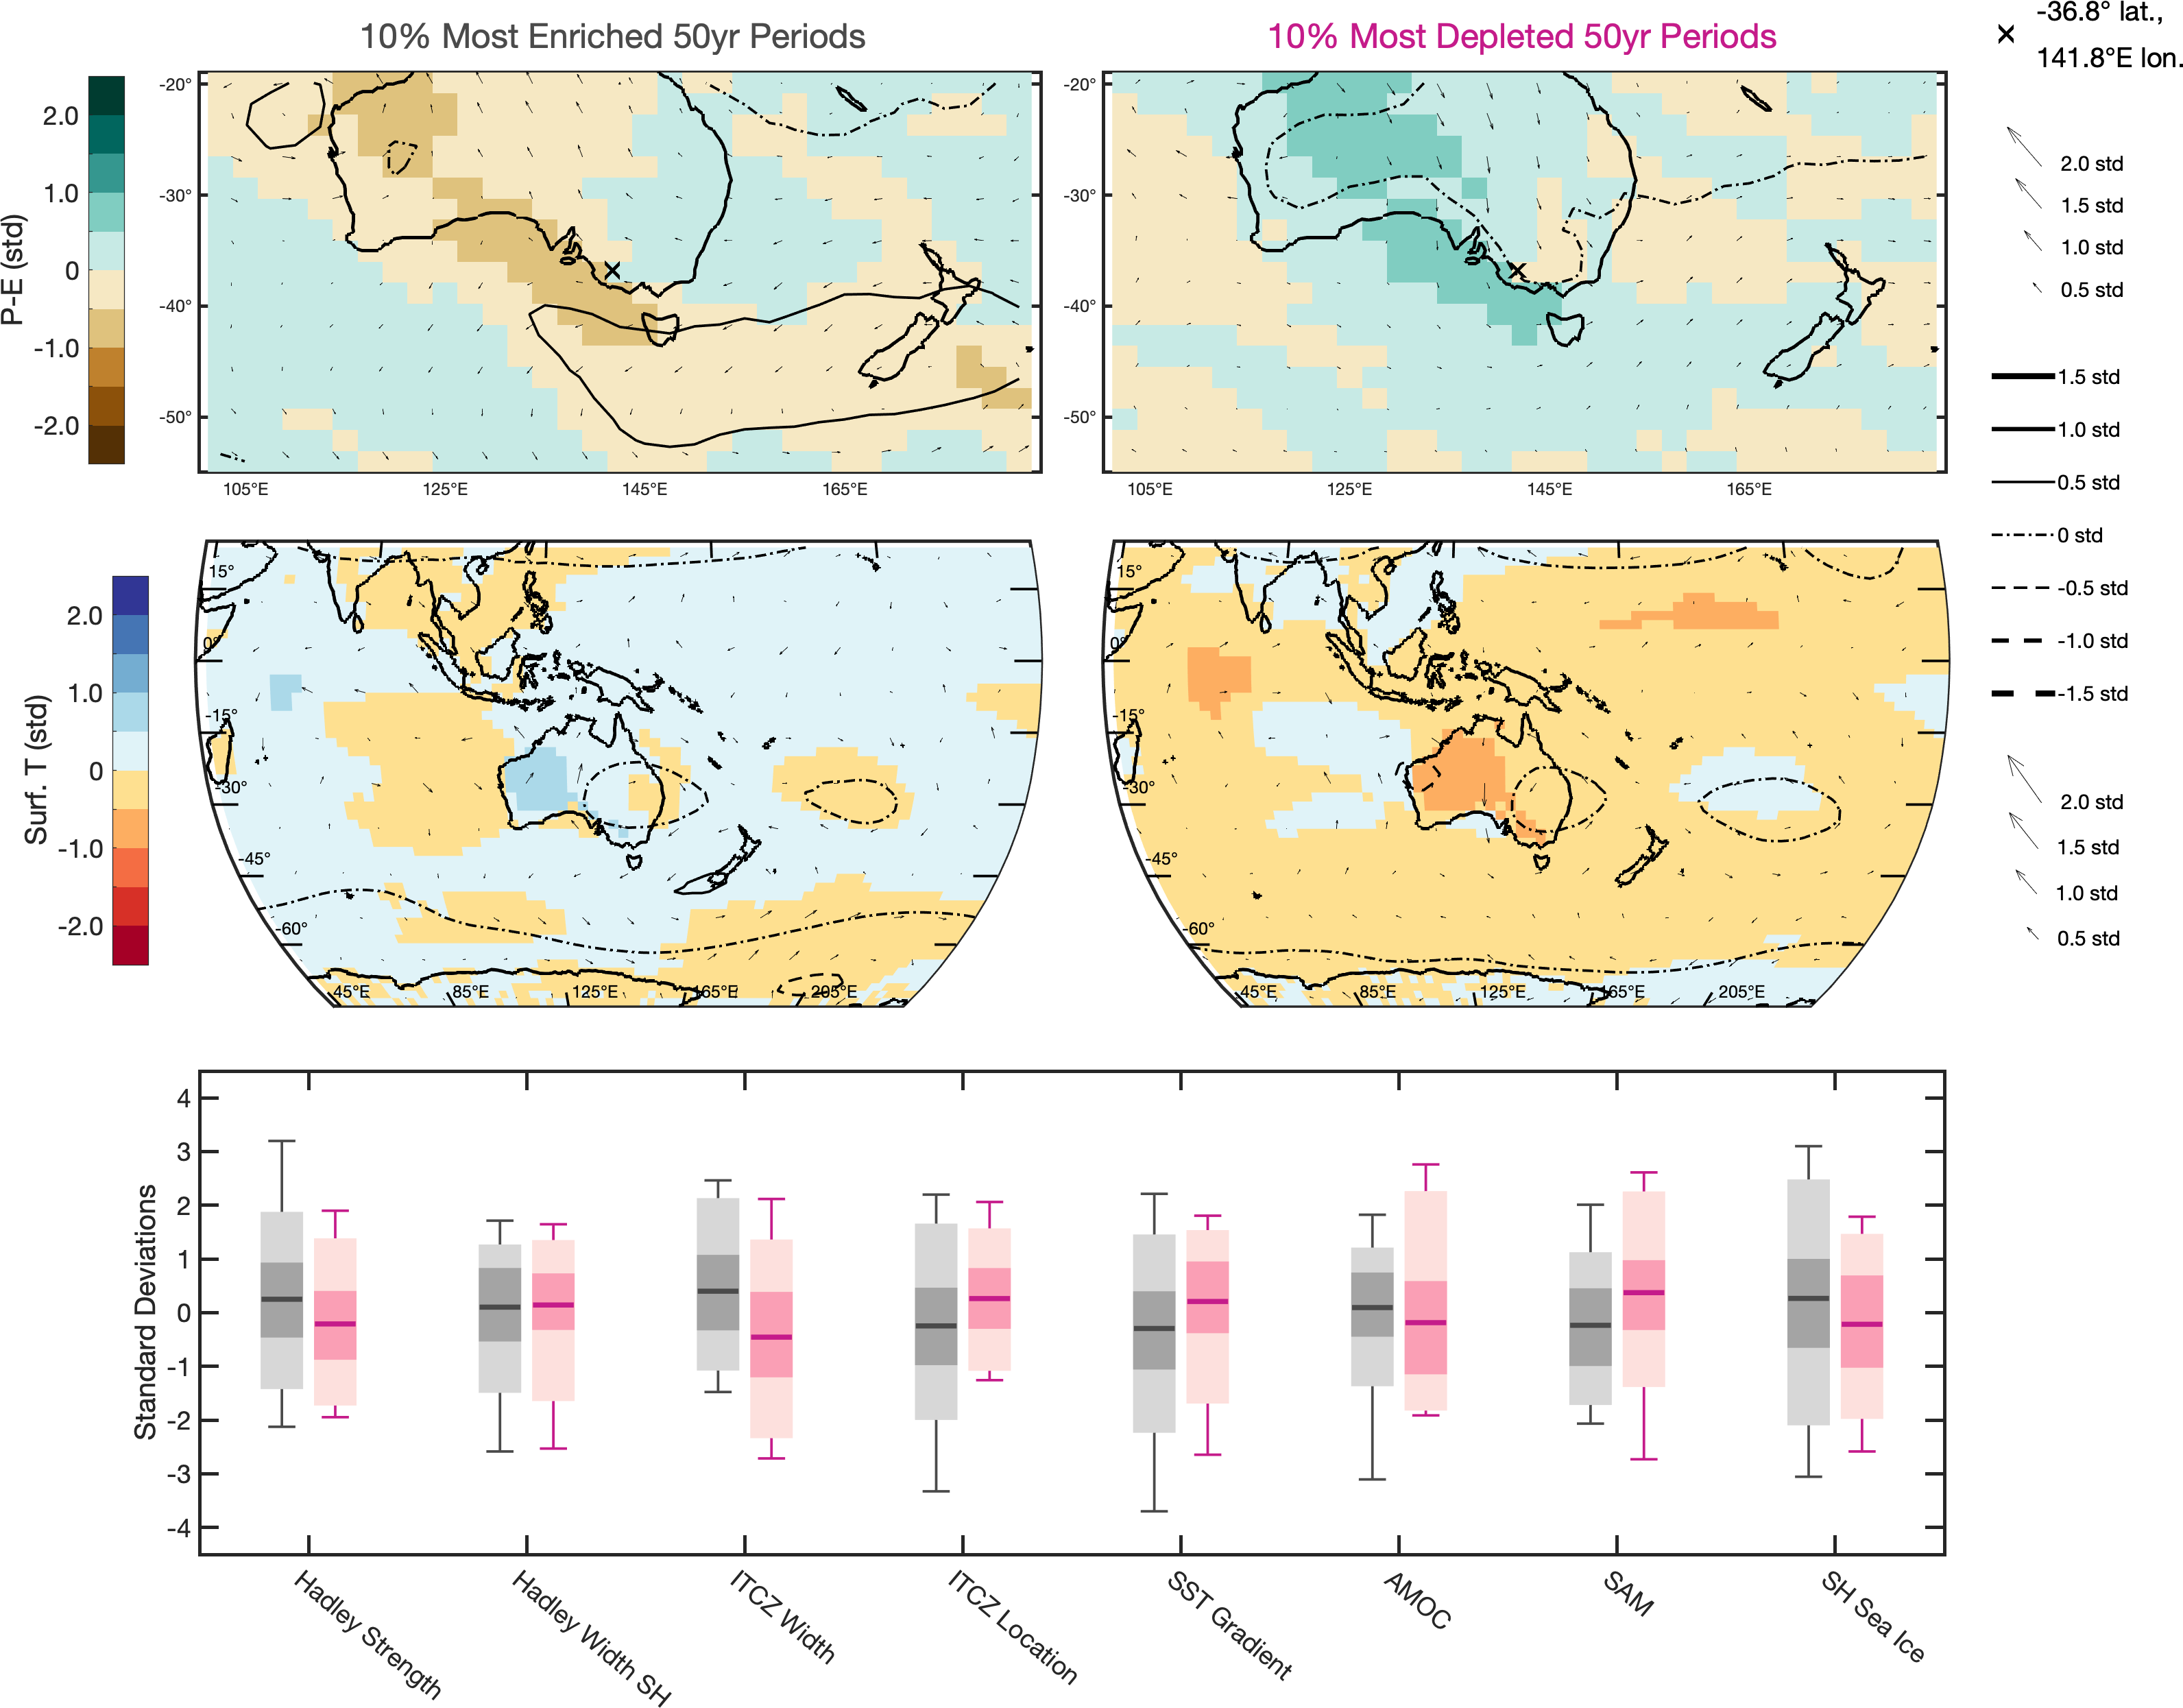 10% Most Enriched 50yr Periods
10% Most Depleted 50yr Periods
-36.8° lat.,
141.8°E lon.
P-E (std)
2.0
1.0
0
-1.0
-2.0
-20°
-30°
-40°
-50°
105°E
125°E
145°E
165°E
-20°
-30°
-40°
-50°
105°E
125°E
145°E
165°E
2.0 std
1.5 std
1.0 std
0.5 std
1.5 std
1.0 std
0.5 std
0 std
-0.5 std
-1.0 std
-1.5 std
Surf. T (std)
2.0
1.0
0
-1.0
-2.0
15°
0°
-15°
-30°
-45°
-60°
45°E
85°E
125°E
165°E
205°E
15°
0°
-15°
-30°
-45°
-60°
45°E
85°E
125°E
165°E
205°E
2.0 std
1.5 std
1.0 std
0.5 std
Standard Deviations
4
3
2
1
0
-1
-2
-3
-4
Hadley Strength
Hadley Width SH
ITCZ Width
ITCZ Location
SST Gradient
AMOC
SAM
SH Sea Ice